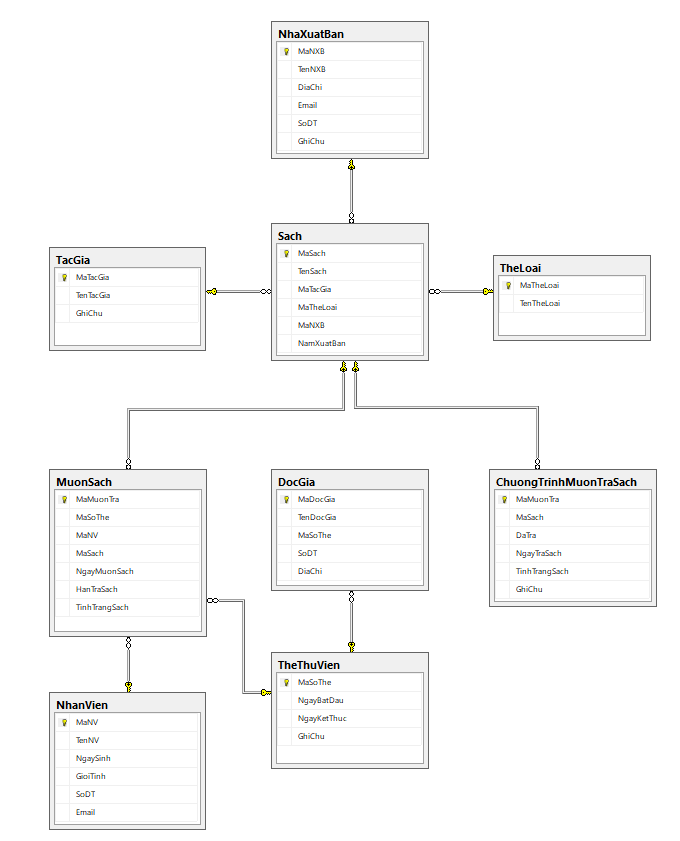 NhaXuatBan
MaNXB
TenNXB
DiaChi
Email
SoDT
GhiChu
TacGia
MaTacGia
TenTacGia
GhiChu
Sach
MaSach
TenSach
MaTacGia
MaTheLoai
MaNXB
NamXuatBan
TheLoai
MaTheLoai
TenTheLoai
MuonSach
MaMuonTra
MaSoThe
MaNV
MaSach
NgayMuonSach
HanTraSach
TinhTrangSach
DocGia
MaDocGia
TenDocGia
MaSoThe
SoDT
DiaChi
ChuongTrinhMuonTraSach
MaMuonTra
MaSach
DaTra
NgayTraSach
TinhTrangSach
GhiChu
NhanVien
MaNV
TenNV
NgaySinh
GioiTinh
SoDT
Email
TheThuVien
MaSoThe
NgayBatDau
NgayKetThuc
GhiChu